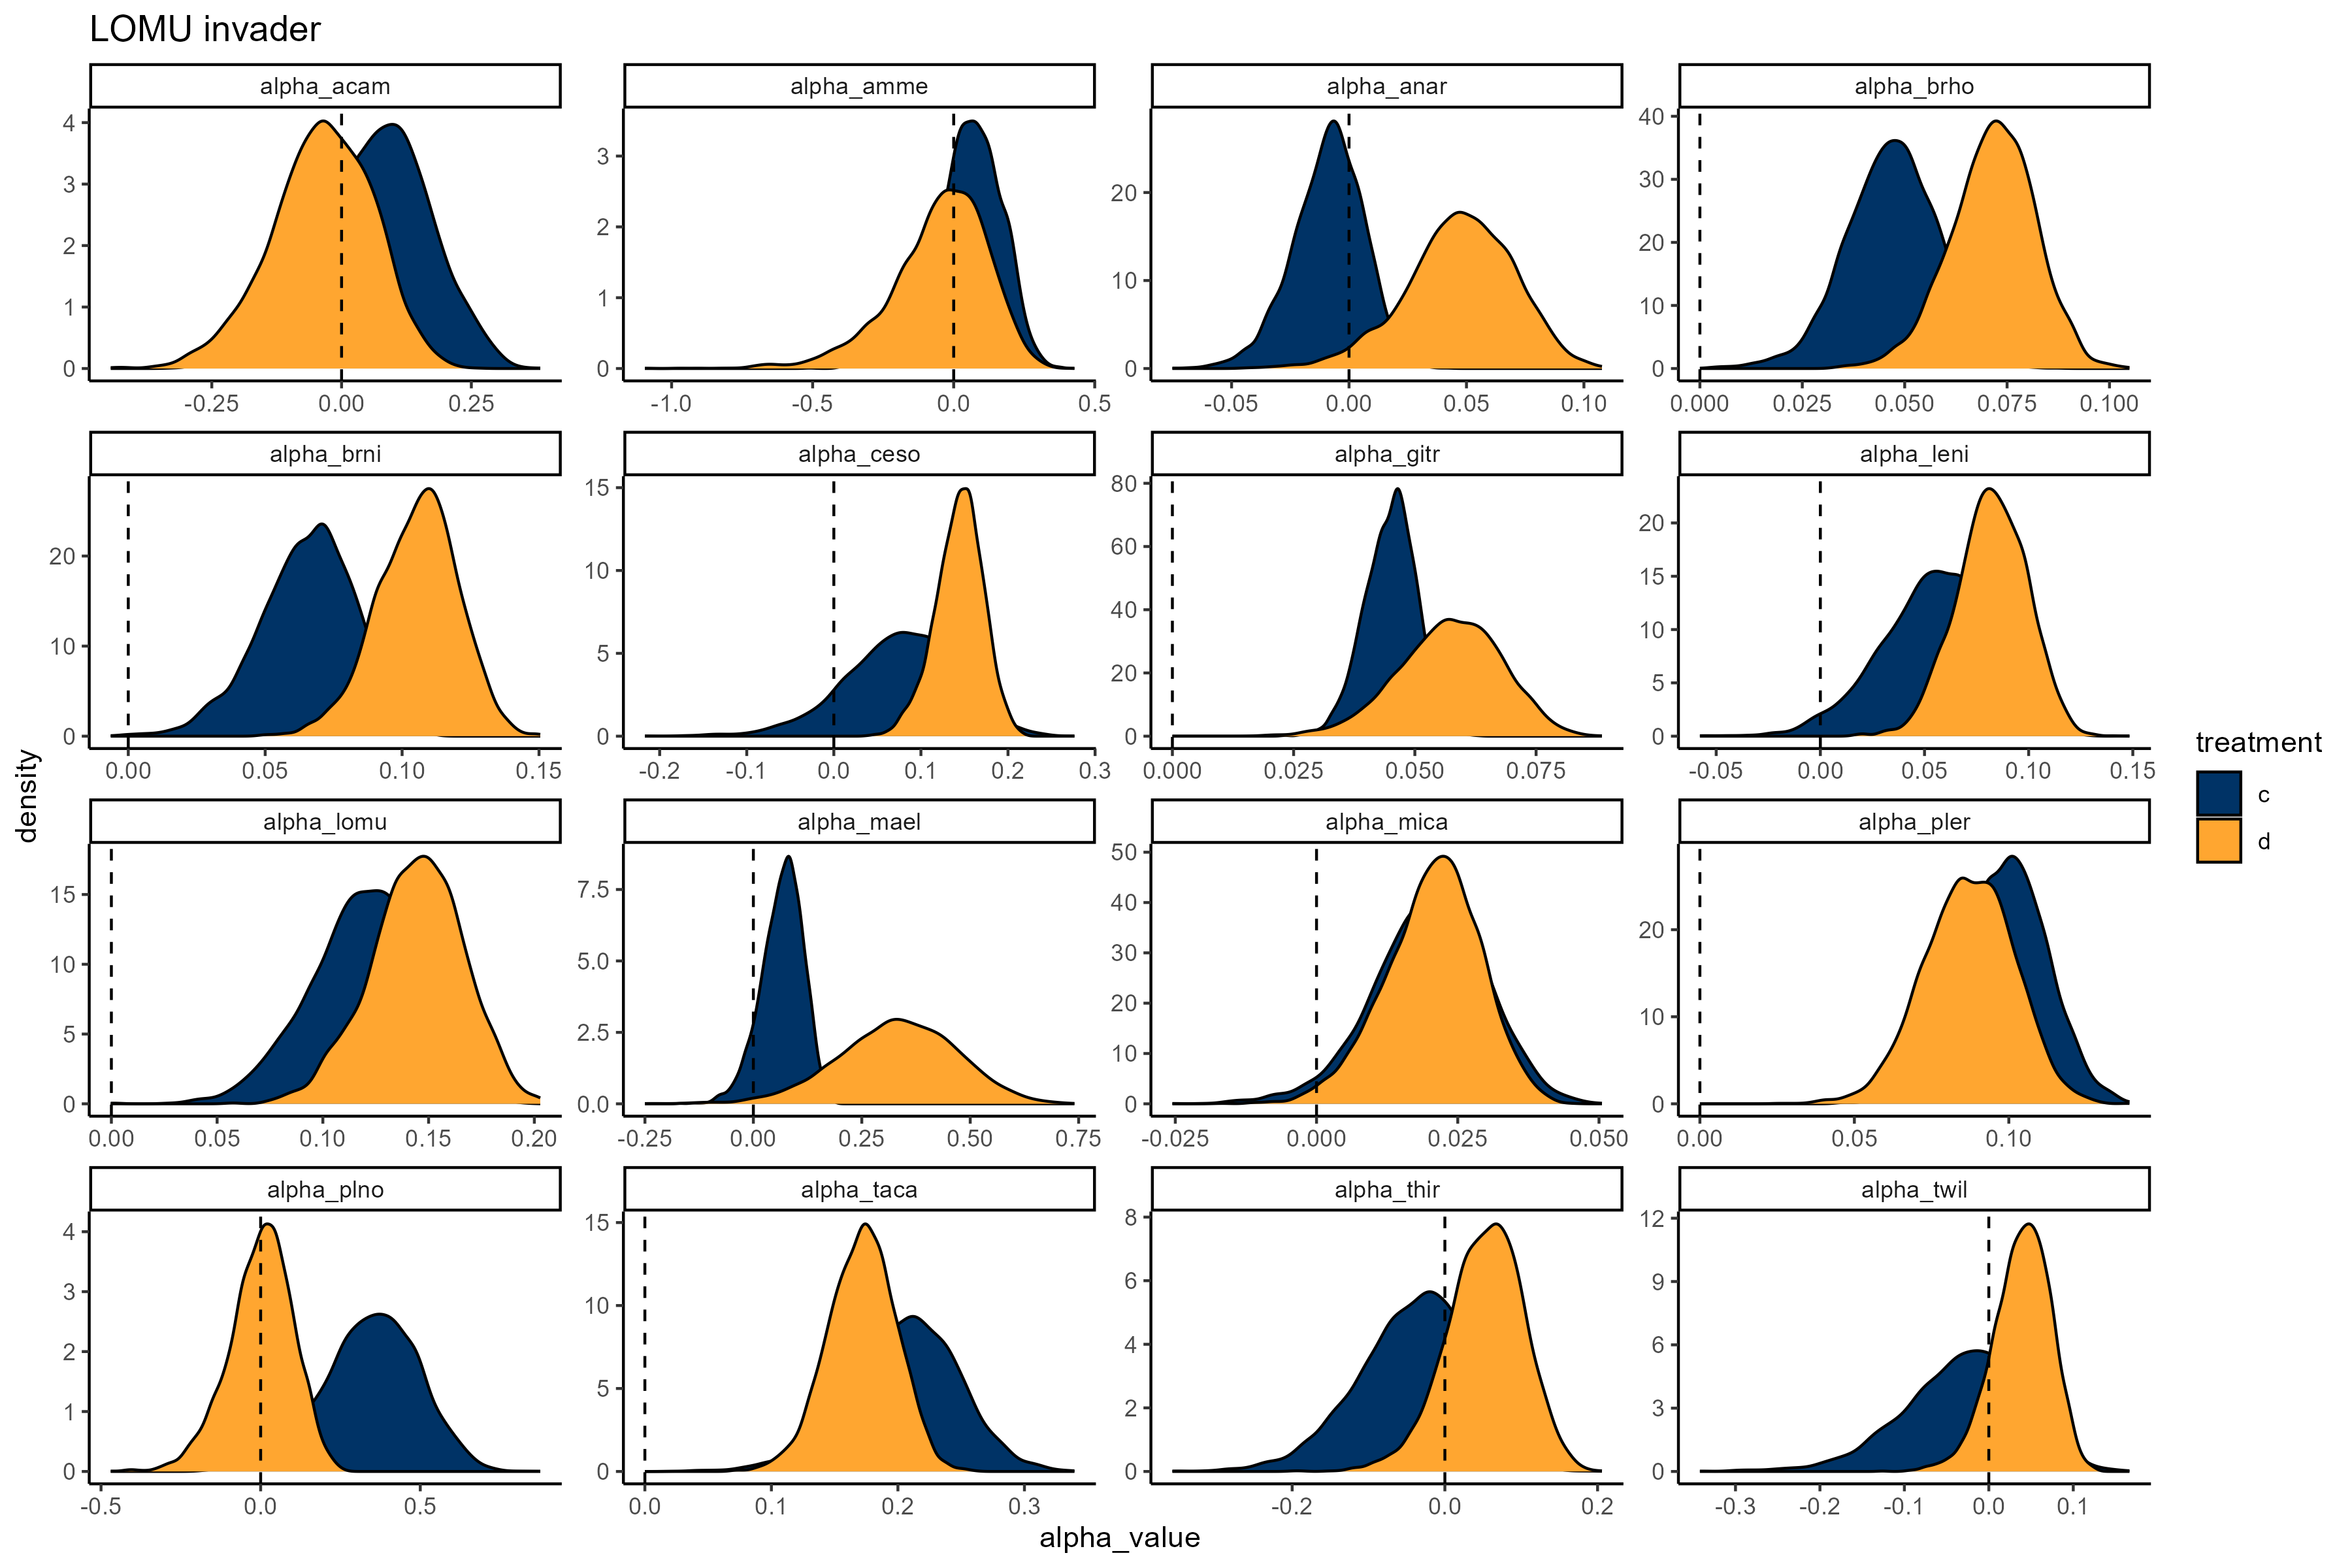 LOMU invader
alpha_acam alpha_amme alpha_anar alpha_brho
4 3 2 1 0
3 2 1 0
20 10 0
40 30 20 10 0
-0.25 0.00 0.25
-1.0 -0.5 0.0 0.5
-0.05 0.00 0.05 0.10
0.000 0.025 0.050 0.075 0.100
alpha_brni alpha_ceso alpha_gitr alpha_leni
20 10 0
15 10 5 0
80 60 40 20 0
20 15 10 5 0
0.00 0.05 0.10 0.15
-0.2 -0.1 0.0 0.1 0.2 0.3
0.000 0.025 0.050 0.075
-0.05 0.00 0.05 0.10 0.15
alpha_lomu alpha_mael alpha_mica alpha_pler
15 10 5 0
7.5 5.0 2.5 0.0
50 40 30 20 10 0
20 10 0
0.00 0.05 0.10 0.15 0.20
-0.25 0.00 0.25 0.50 0.75
-0.025 0.000 0.025 0.050
0.00 0.05 0.10
alpha_plno alpha_taca alpha_thir alpha_twil
4 3 2 1 0
15 10 5 0
8 6 4 2 0
12 9 6 3 0
-0.5 0.0 0.5
0.0 0.1 0.2 0.3
-0.2 0.0 0.2
-0.3 -0.2 -0.1 0.0 0.1
density
alpha_value
treatment
c
d